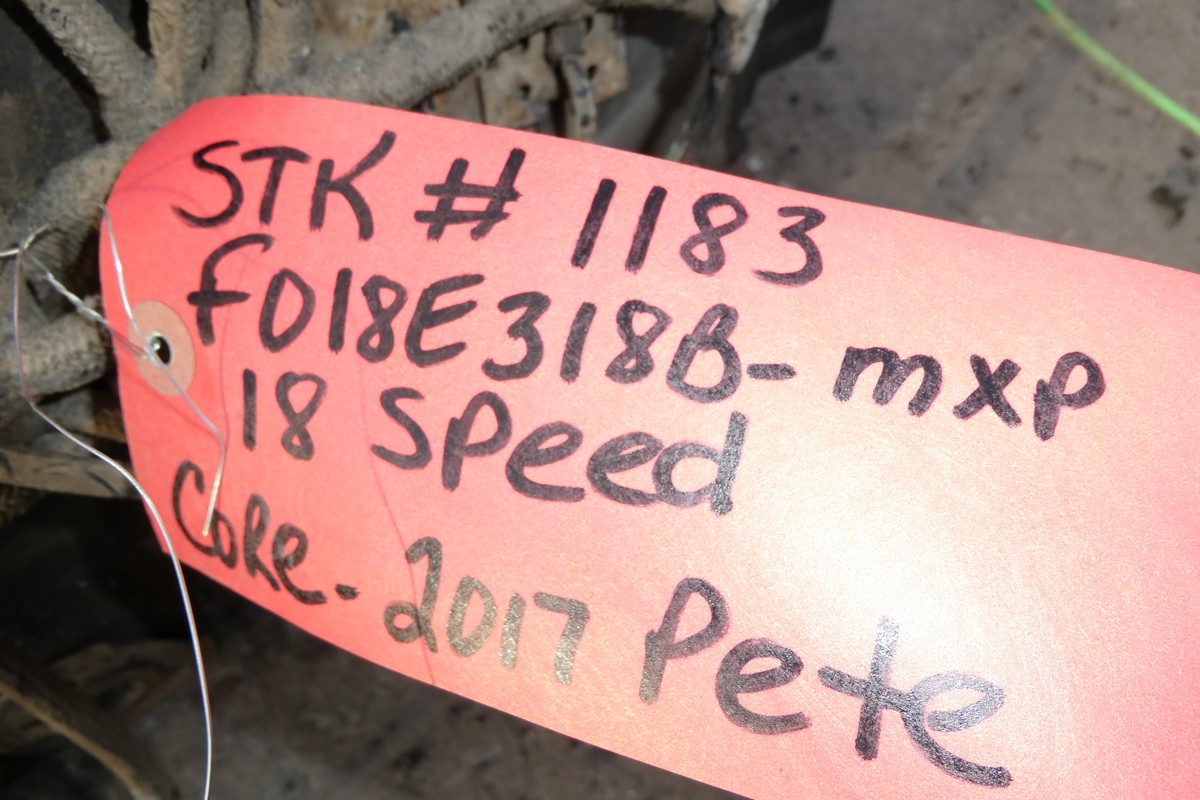 STK # 1183
FO18E318B- mxp
18 Speed
Core- 2017 Pete